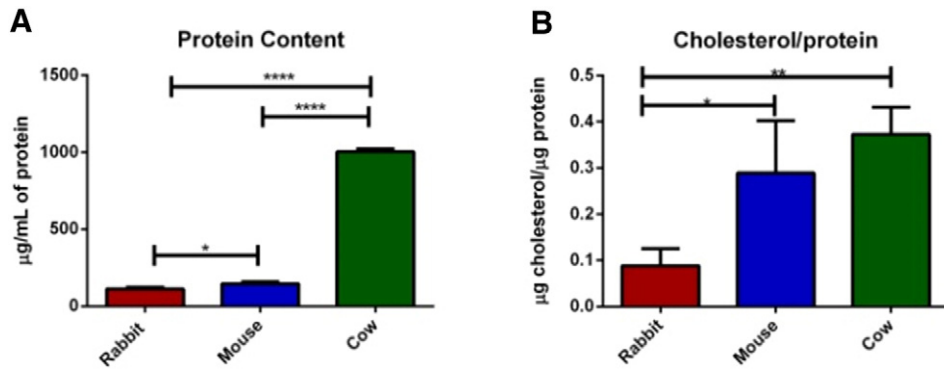 A
Protein Content
μg/mL of protein
1500
1000
500
0
****
****
*
Rabbit
Mouse
Cow
B
Cholesterol/protein
μg cholesterol/μg protein
0.5
0.4
0.3
0.2
0.1
0.0
**
*
Rabbit
Mouse
Cow